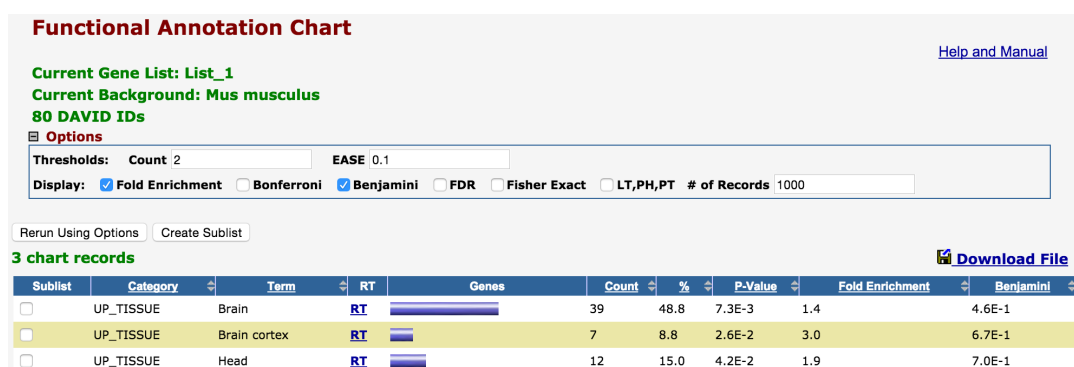 Functional Annotation Chart
Help and Manual
Current Gene List: List_1
Current Background: Mus musculus
80 DAVID IDs
Options
Thresholds: Count 2 EASE 0.1
Display: Fold Enrichment Bonferroni Benjamini FDR Fisher Exact LT,PH,PT # of Records 1000
Rerun Using Options Create Sublist
3 chart records Download File
Sublist Category Term RT Genes Count % P-Value Fold Enrichment Benjamini
UP_TISSUE Brain RT 39 48.8 7.3E-3 1.4 4.6E-1
UP_TISSUE Brain cortex RT 7 8.8 2.6E-2 3.0 6.7E-1
UP_TISSUE Head RT 12 15.0 4.2E-2 1.9 7.0E-1